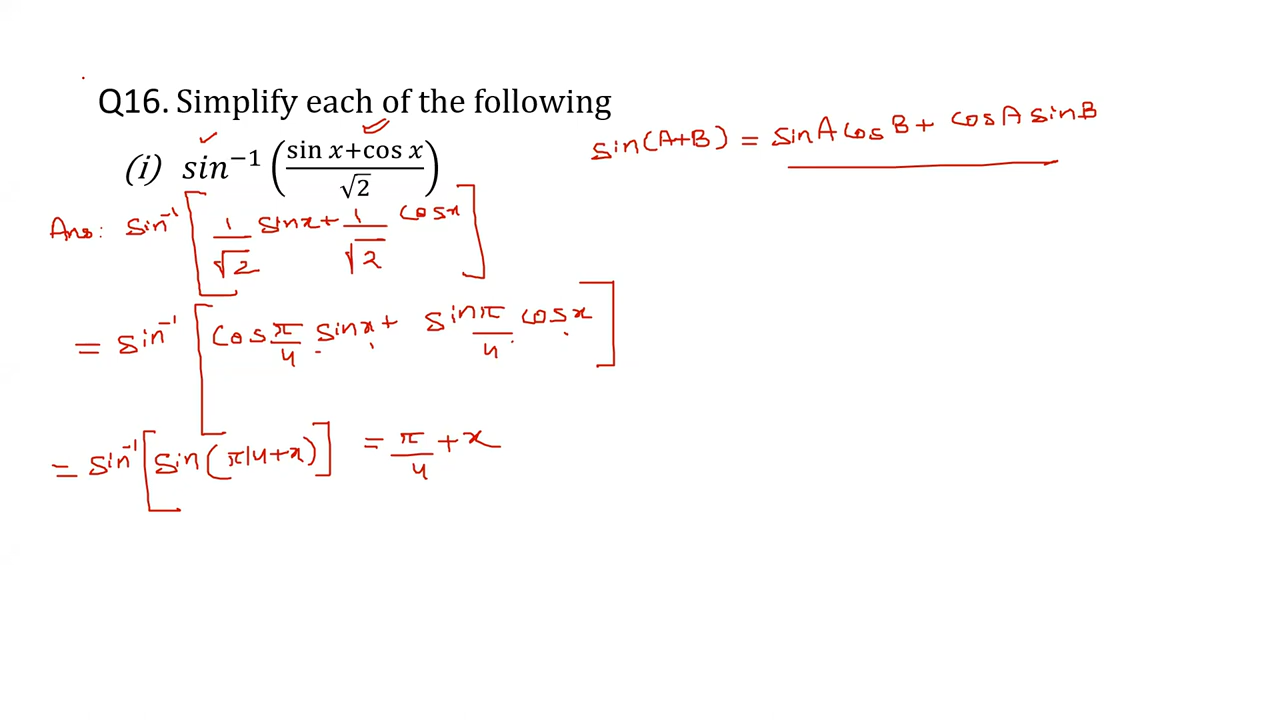 Q16. Simplify each of the following
sin(A+B) = sinA cosB + cosA sinB
(i) sin⁻¹ ((sin x+cos x)/√2)
Ans: sin⁻¹ [1/√2 sinx + 1/√2 cosx]
= sin⁻¹ [cos π/4 sinx + sin π/4 cosx]
= sin⁻¹ [sin (π/4+x)] = π/4 + x